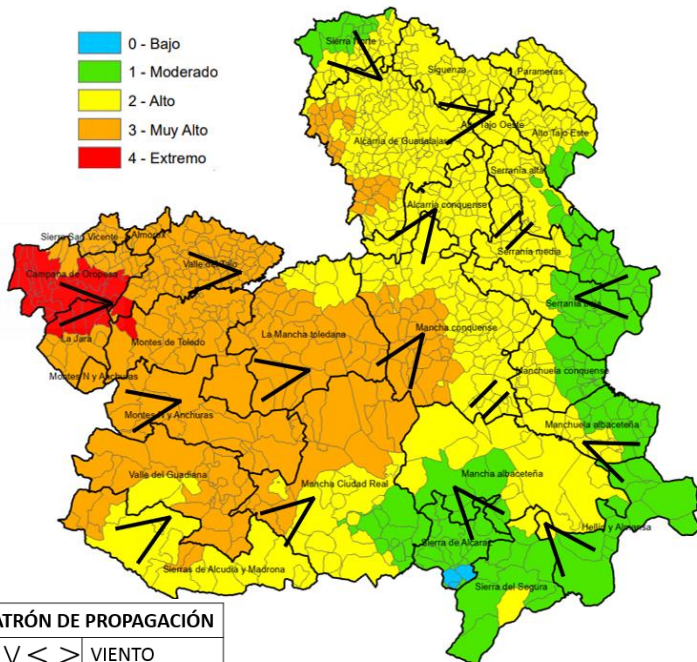 0 - Bajo
1 - Moderado
2 - Alto
3 - Muy Alto
4 - Extremo
Sierra Norte
Siguenza
Parameras
Alto Tajo Oeste
Alto Tajo Este
Alcarria de Guadalajara
Serranía alta
Alcarria conquense
Serranía media
Sierra San Vicente
Almorox
Valle del Tajo
Campana de Oropesa
Serranía baja
La Jara
Montes de Toledo
La Mancha toledana
Mancha conquense
Montes N y Anchuras
Manchuela conquense
Montes N y Anchuras
Manchuela albaceteña
Valle del Guadiana
Mancha Ciudad Real
Mancha albaceteña
Hellín y Almansa
Sierra de Alcaraz
Sierras de Alcudia y Madrona
Sierra del Segura
ATRÓN DE PROPAGACIÓN
\/ < > VIENTO